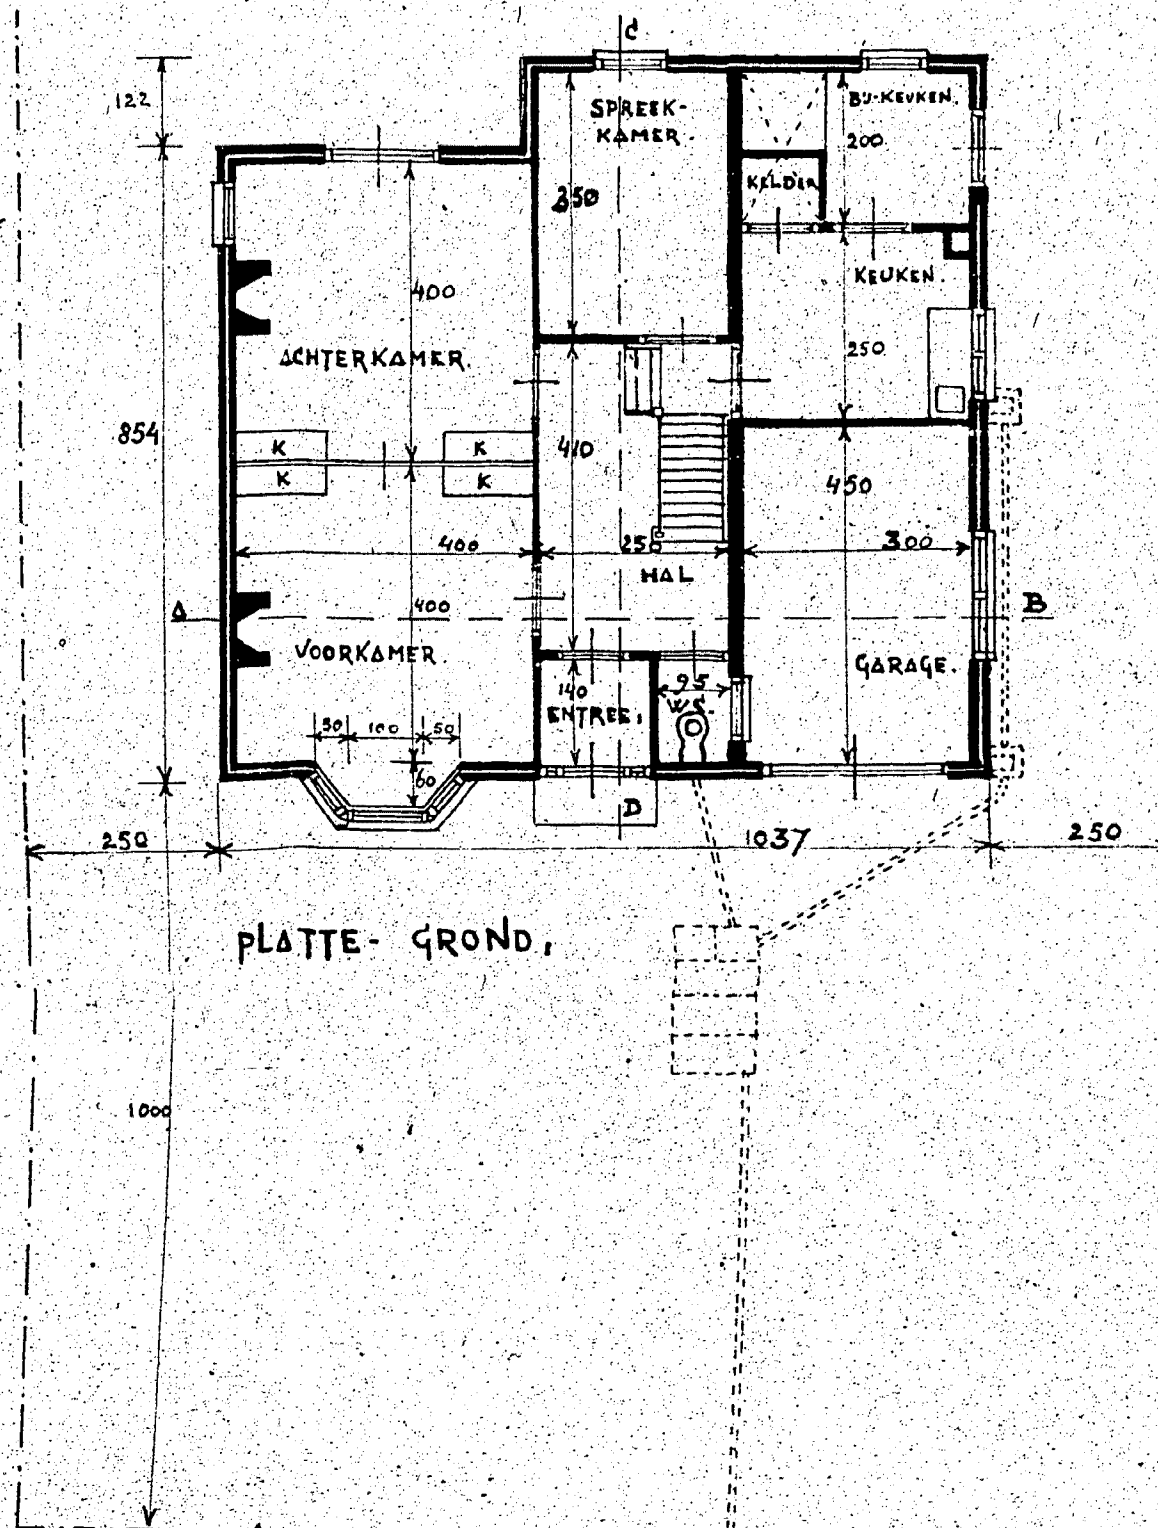 C
122
SPREEK-
KAMER.
BIJ-KEUKEN.
200
KELDER
350
KEUKEN.
400
250
ACHTERKAMER.
854
K
K
K
K
410
450
400
250
300
HAL
A
400
B
VOORKAMER.
GARAGE.
140
95
ENTREE.
W.C.
50
100
50
60
D
250
1037
250
PLATTE- GROND.
1000